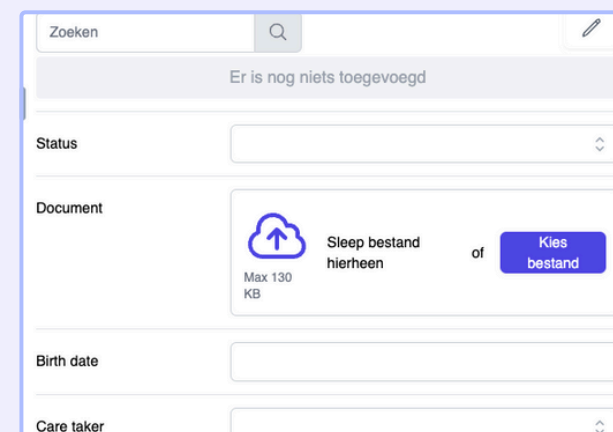 Zoeken
Er is nog niets toegevoegd
Status
Document
Sleep bestand
hierheen
of
Kies
bestand
Max 130
KB
Birth date
Care taker